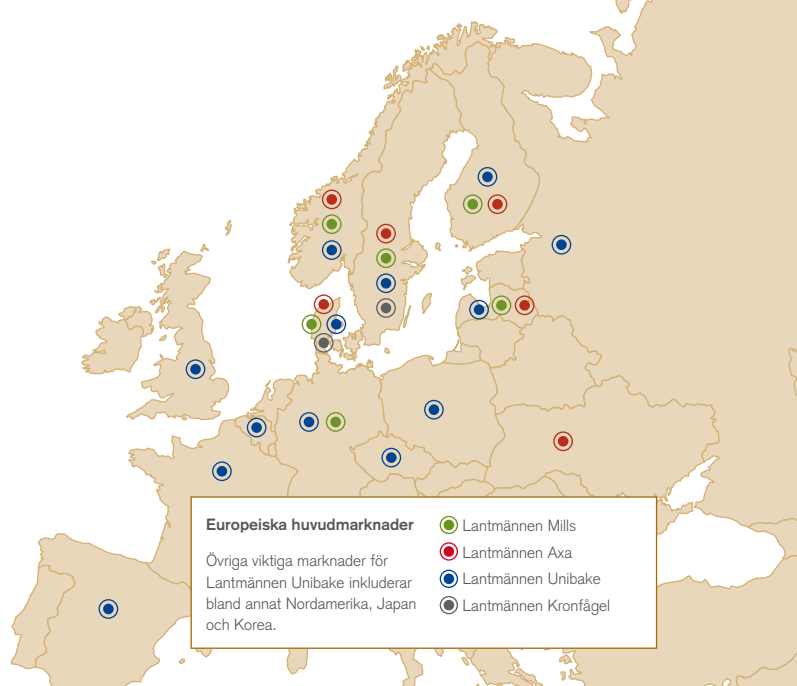 Europeiska huvudmarknader
Övriga viktiga marknader för
Lantmännen Unibake inkluderar
bland annat Nordamerika, Japan
och Korea.
Lantmännen Mills
Lantmännen Axa
Lantmännen Unibake
Lantmännen Kronfågel